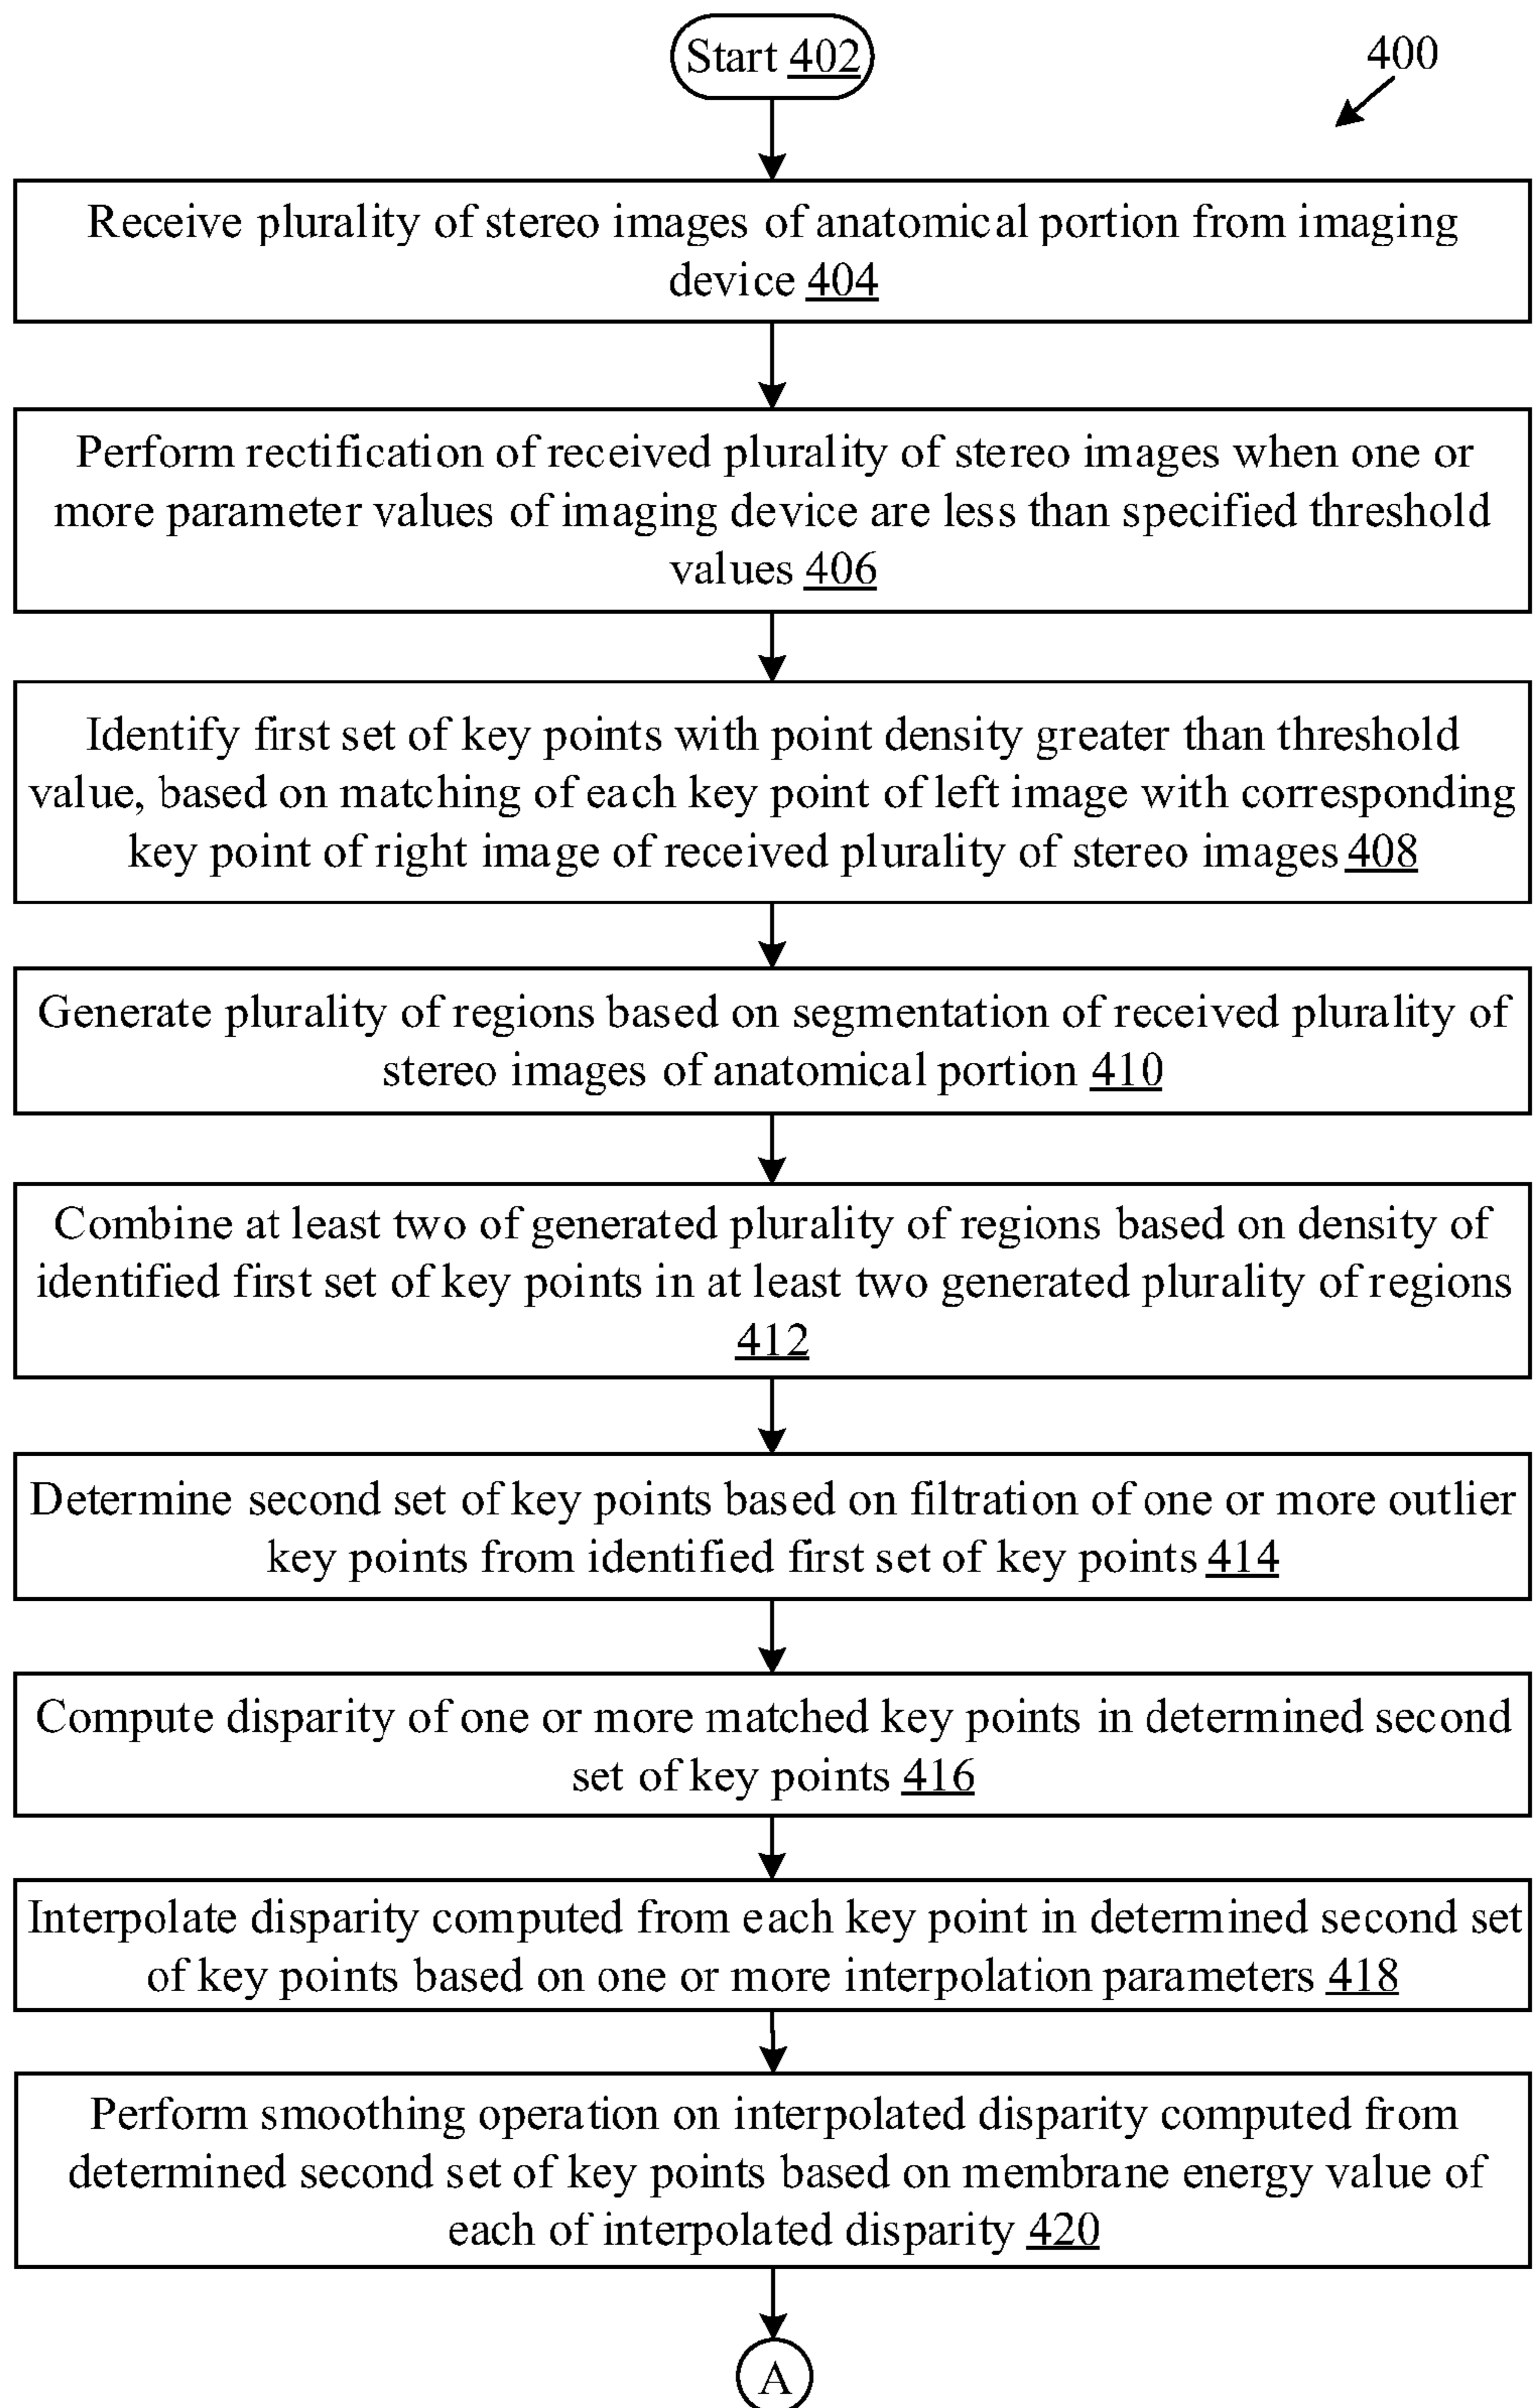 Start 402
400
Receive plurality of stereo images of anatomical portion from imaging
device 404
Perform rectification of received plurality of stereo images when one or
more parameter values of imaging device are less than specified threshold
values 406
Identify first set of key points with point density greater than threshold
value, based on matching of each key point of left image with corresponding
key point of right image of received plurality of stereo images 408
Generate plurality of regions based on segmentation of received plurality of
stereo images of anatomical portion 410
Combine at least two of generated plurality of regions based on density of
identified first set of key points in at least two generated plurality of regions
412
Determine second set of key points based on filtration of one or more outlier
key points from identified first set of key points 414
Compute disparity of one or more matched key points in determined second
set of key points 416
Interpolate disparity computed from each key point in determined second set
of key points based on one or more interpolation parameters 418
Perform smoothing operation on interpolated disparity computed from
determined second set of key points based on membrane energy value of
each of interpolated disparity 420
A